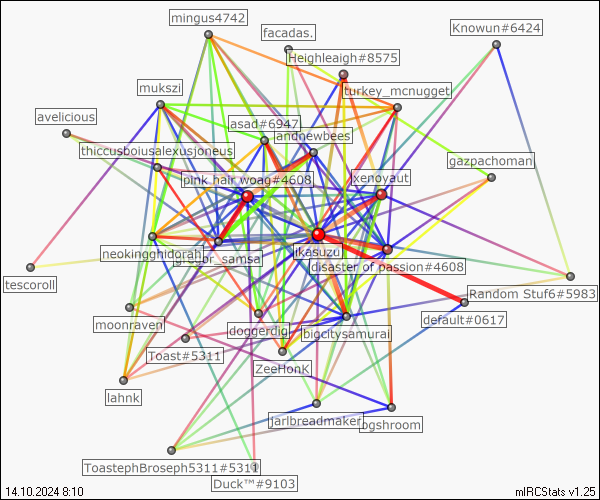 mingus4742
facadas.
Knowun#6424
Heighleigh#8575
mukszi
turkey_mcnugget
avelicious
asad#6947
andnewbees
thiccusboiusalexusjoneus
gazpachoman
pink hair woag#4608
xenoyaut
neokingghidorah
gregor_samsa
ikasuzu
disaster of passion#4608
tescoroll
Random Stuf6#5983
moonraven
doggerdig
bigcitysamurai
default#0617
Toast#5311
ZeeHonK
lahnk
jarlbreadmaker
ogshroom
ToastephBroseph5311#5311
Duck™#9103
14.10.2024 8:10
mIRCStats v1.25